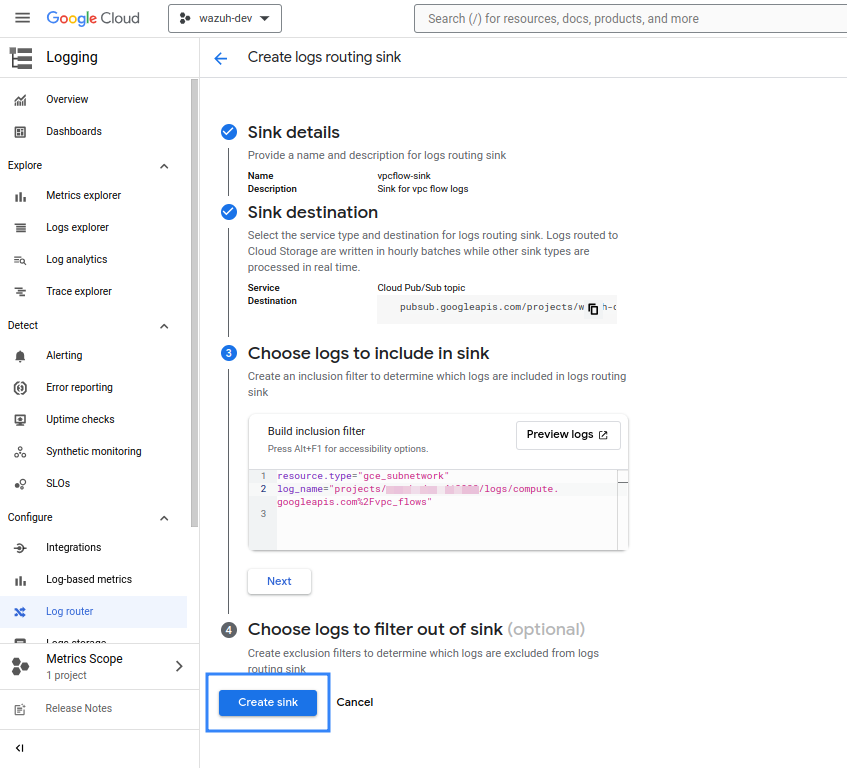 Google Cloud
wazuh-dev
Search (/) for resources, docs, products, and more
Logging
Create logs routing sink
Overview
Dashboards
Explore
Metrics explorer
Logs explorer
Log analytics
Trace explorer
Detect
Alerting
Error reporting
Uptime checks
Synthetic monitoring
SLOs
Configure
Integrations
Log-based metrics
Log router
Logs storage
Metrics Scope
1 project
Release Notes
Sink details
Provide a name and description for logs routing sink
Name vpcflow-sink
Description Sink for vpc flow logs
Sink destination
Select the service type and destination for logs routing sink. Logs routed to
Cloud Storage are written in hourly batches while other sink types are
processed in real time.
Service Cloud Pub/Sub topic
Destination
pubsub.googleapis.com/projects/w
3 Choose logs to include in sink
Create an inclusion filter to determine which logs are included in logs routing
sink
Build inclusion filter
Press Alt+F1 for accessibility options.
Preview logs
1 resource.type="gce_subnetwork"
2 log_name="projects/ /logs/compute.
googleapis.com%2Fvpc_flows"
3
Next
4 Choose logs to filter out of sink (optional)
Create exclusion filters to determine which logs are excluded from logs
routing sink
Create sink
Cancel